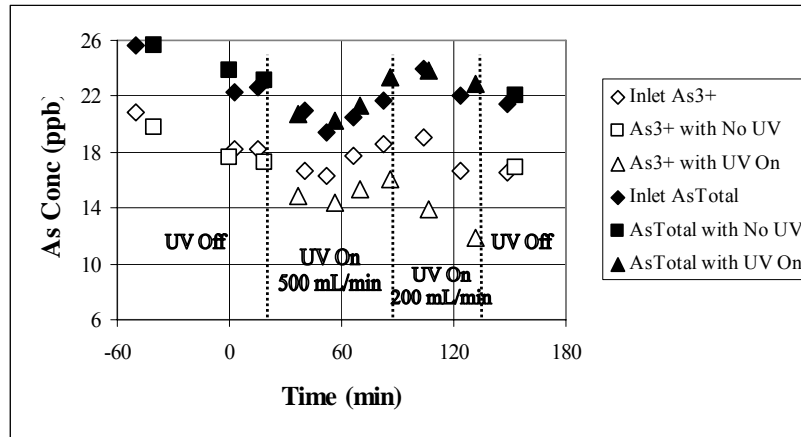 26
22
18
14
10
6
As Conc (ppb)
UV Off
UV On
500 mL/min
UV On
200 mL/min
UV Off
-60
0
60
120
180
Time (min)
Inlet As3+
As3+ with No UV
As3+ with UV On
Inlet AsTotal
AsTotal with No UV
AsTotal with UV On